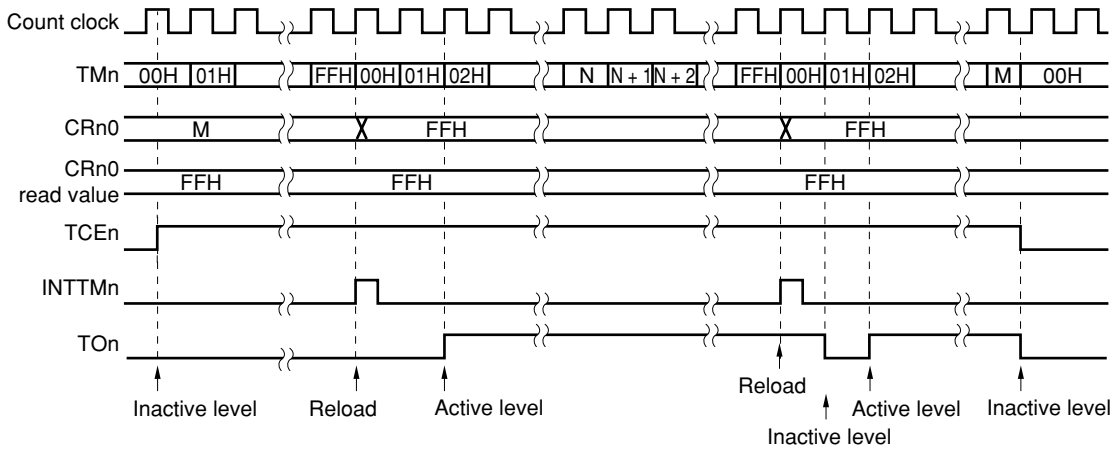 Count clock
TMn 00H 01H FFH 00H 01H 02H N N + 1 N + 2 FFH 00H 01H 02H M 00H
CRn0 M FFH FFH
CRn0
read value FFH FFH FFH
TCEn
INTTMn
TOn
Inactive level Reload Active level Reload Active level Inactive level
Inactive level